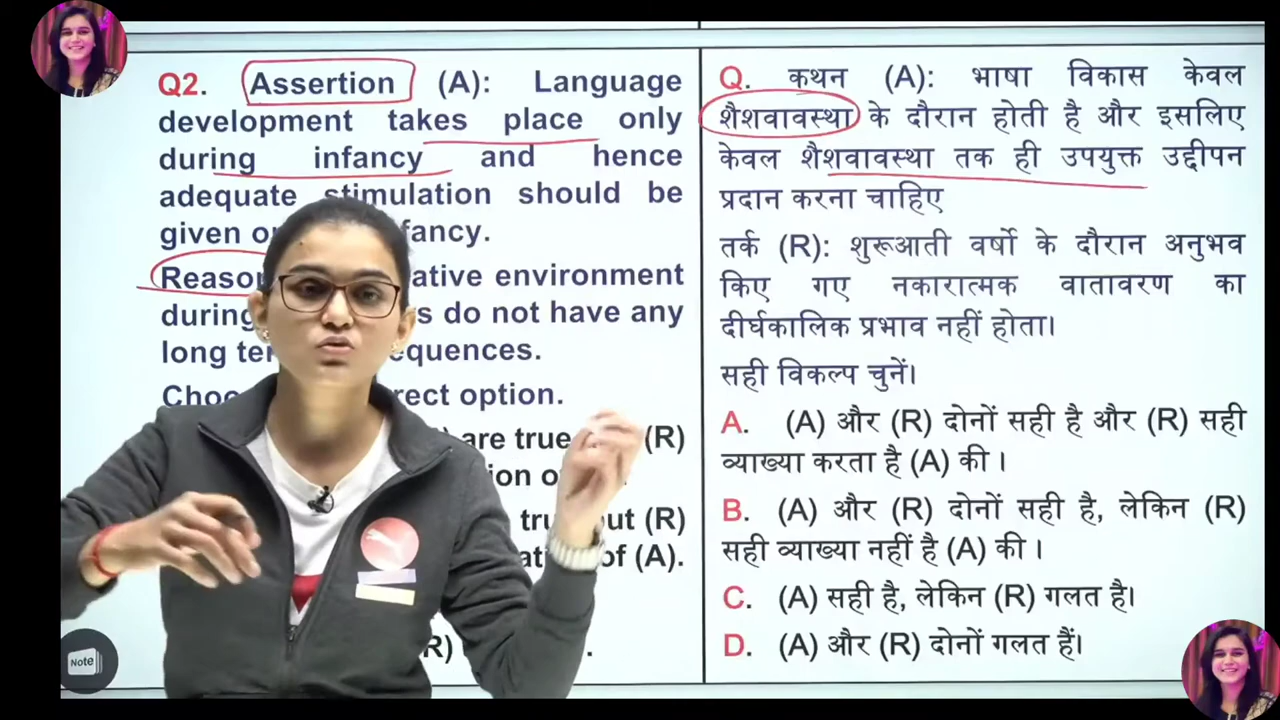 Q2. Assertion (A): Language
development takes place only
during infancy and hence
adequate stimulation should be
given fancy.
Reaso ative environment
during s do not have any
long te equences.
Choo rect option.
are true (R)
ion o
tru but (R)
of (A).
R) .
Q. कथन (A): भाषा विकास केवल
शैशवावस्था के दौरान होती है और इसलिए
केवल शैशवावस्था तक ही उपयुक्त उद्दीपन
प्रदान करना चाहिए
तर्क (R): शुरूआती वर्षो के दौरान अनुभव
किए गए नकारात्मक वातावरण का
दीर्घकालिक प्रभाव नहीं होता।
सही विकल्प चुनें।
A. (A) और (R) दोनों सही है और (R) सही
व्याख्या करता है (A) की ।
B. (A) और (R) दोनों सही है, लेकिन (R)
सही व्याख्या नहीं है (A) की ।
C. (A) सही है, लेकिन (R) गलत है।
D. (A) और (R) दोनों गलत हैं।
Note